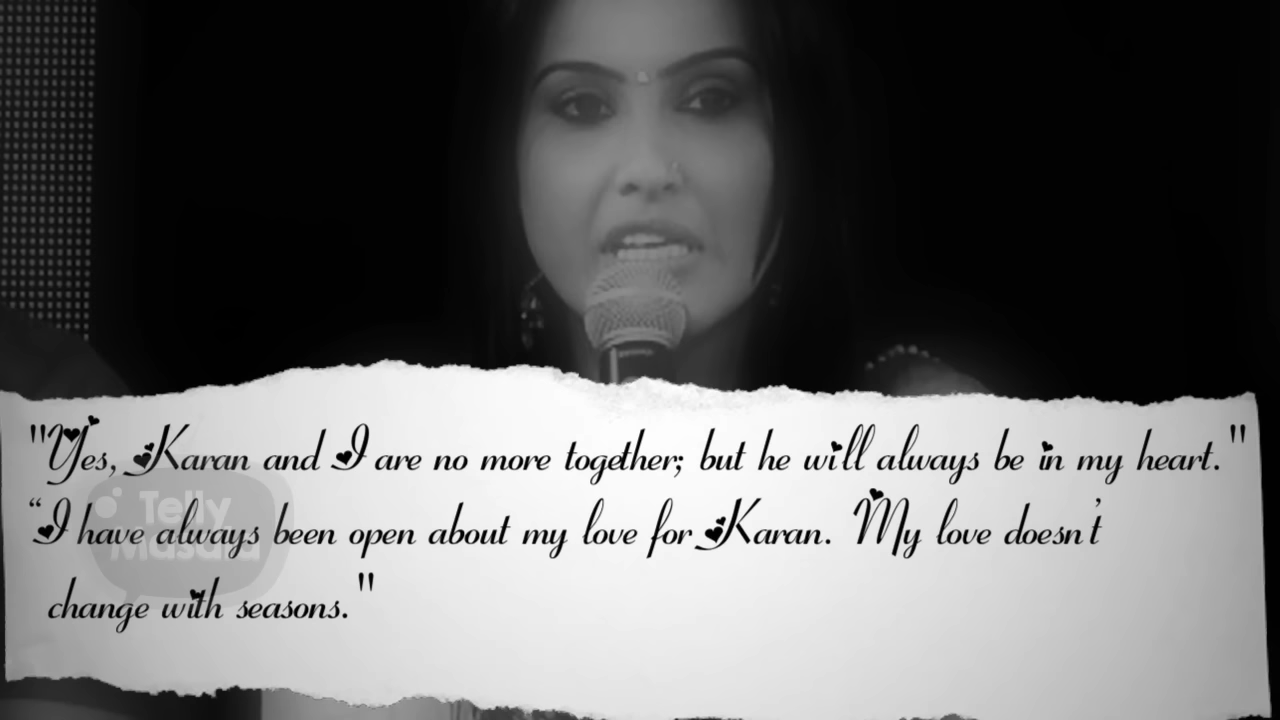 "Yes, Karan and I are no more together; but he will always be in my heart."
“I have always been open about my love for Karan. My love doesn't
change with seasons."
Telly
Masala